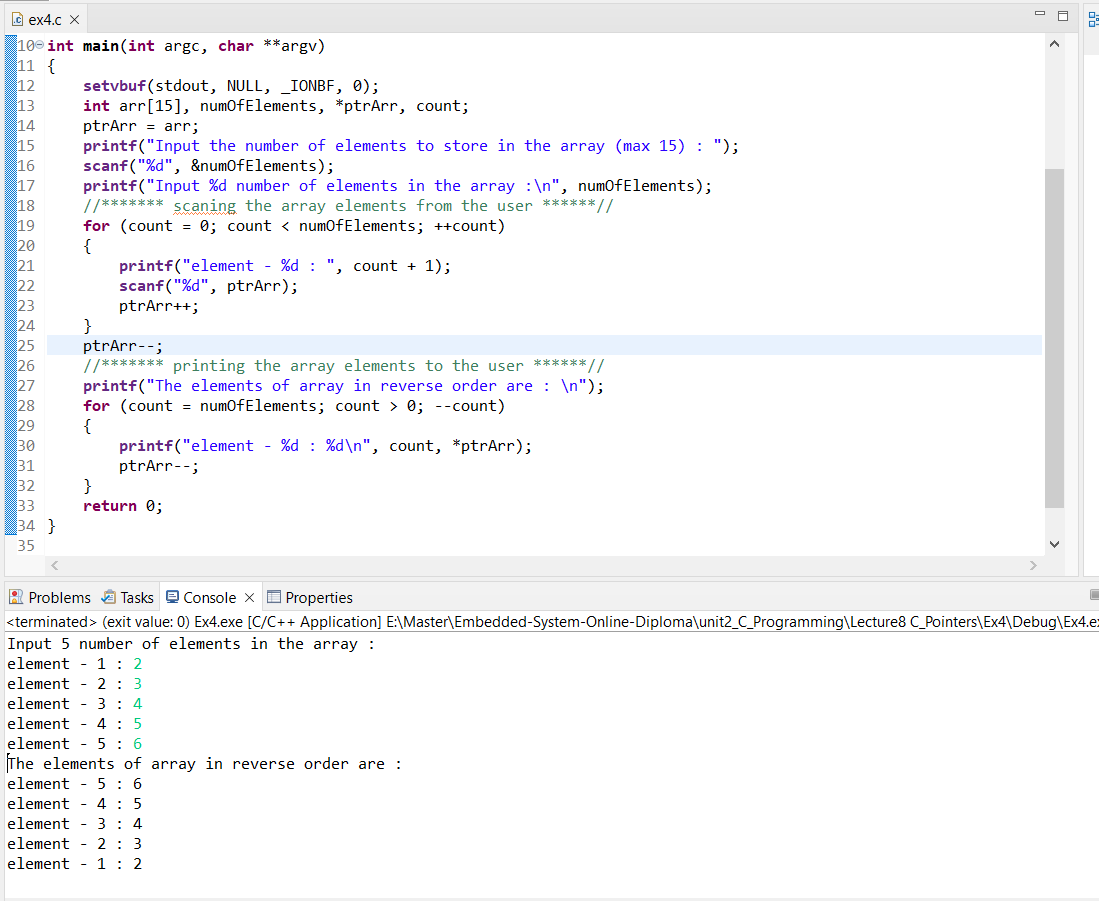 ex4.c
10 int main(int argc, char **argv)
11 {
12 setvbuf(stdout, NULL, _IONBF, 0);
13 int arr[15], numOfElements, *ptrArr, count;
14 ptrArr = arr;
15 printf("Input the number of elements to store in the array (max 15) : ");
16 scanf("%d", &numOfElements);
17 printf("Input %d number of elements in the array :\n", numOfElements);
18 //******* scaning the array elements from the user ******//
19 for (count = 0; count < numOfElements; ++count)
20 {
21 printf("element - %d : ", count + 1);
22 scanf("%d", ptrArr);
23 ptrArr++;
24 }
25 ptrArr--;
26 //******* printing the array elements to the user ******//
27 printf("The elements of array in reverse order are : \n");
28 for (count = numOfElements; count > 0; --count)
29 {
30 printf("element - %d : %d\n", count, *ptrArr);
31 ptrArr--;
32 }
33 return 0;
34 }
35
Problems Tasks Console Properties
<terminated> (exit value: 0) Ex4.exe [C/C++ Application] E:\Master\Embedded-System-Online-Diploma\unit2_C_Programming\Lecture8 C_Pointers\Ex4\Debug\Ex4.ex
Input 5 number of elements in the array :
element - 1 : 2
element - 2 : 3
element - 3 : 4
element - 4 : 5
element - 5 : 6
The elements of array in reverse order are :
element - 5 : 6
element - 4 : 5
element - 3 : 4
element - 2 : 3
element - 1 : 2